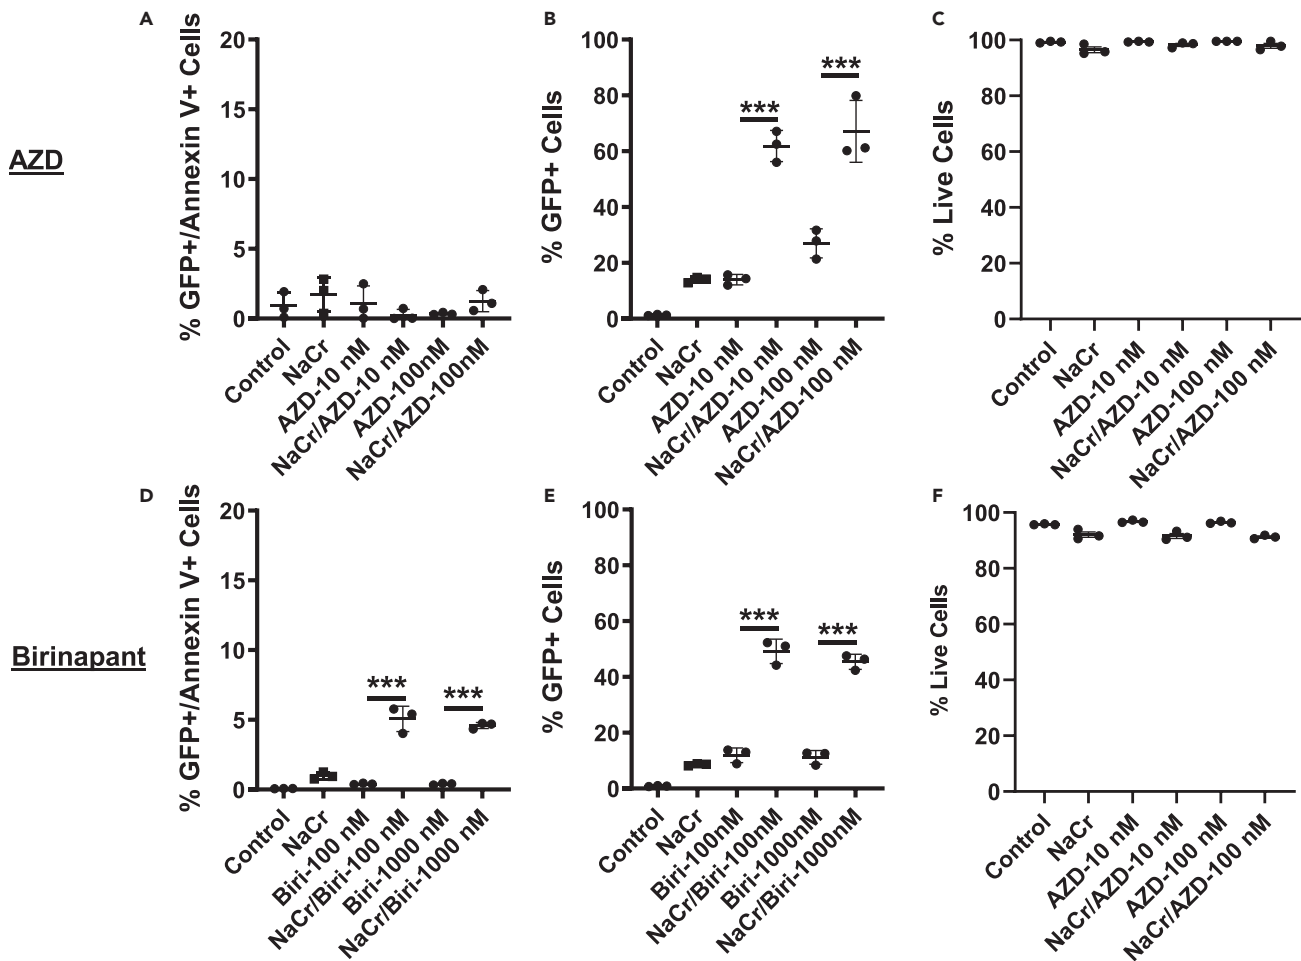 A
% GFP+/Annexin V+ Cells
20
15
10
5
0
Control
NaCr
AZD-10 nM
NaCr/AZD-10 nM
AZD-100nM
NaCr/AZD-100nM
B
% GFP+ Cells
100
80
60
40
20
0
***
***
Control
NaCr
AZD-10 nM
NaCr/AZD-10 nM
AZD-100 nM
NaCr/AZD-100 nM
C
% Live Cells
100
80
60
40
20
0
Control
NaCr
AZD-10 nM
NaCr/AZD-10 nM
AZD-100 nM
NaCr/AZD-100 nM
AZD
D
% GFP+/Annexin V+ Cells
20
15
10
5
0
***
***
Control
NaCr
Biri-100 nM
NaCr/Biri-100 nM
Biri-1000 nM
NaCr/Biri-1000 nM
E
% GFP+ Cells
100
80
60
40
20
0
***
***
Control
NaCr
Biri-100nM
NaCr/Biri-100nM
Biri-1000nM
NaCr/Biri-1000nM
F
% Live Cells
100
80
60
40
20
0
Control
NaCr
AZD-10 nM
NaCr/AZD-10 nM
AZD-100 nM
NaCr/AZD-100 nM
Birinapant